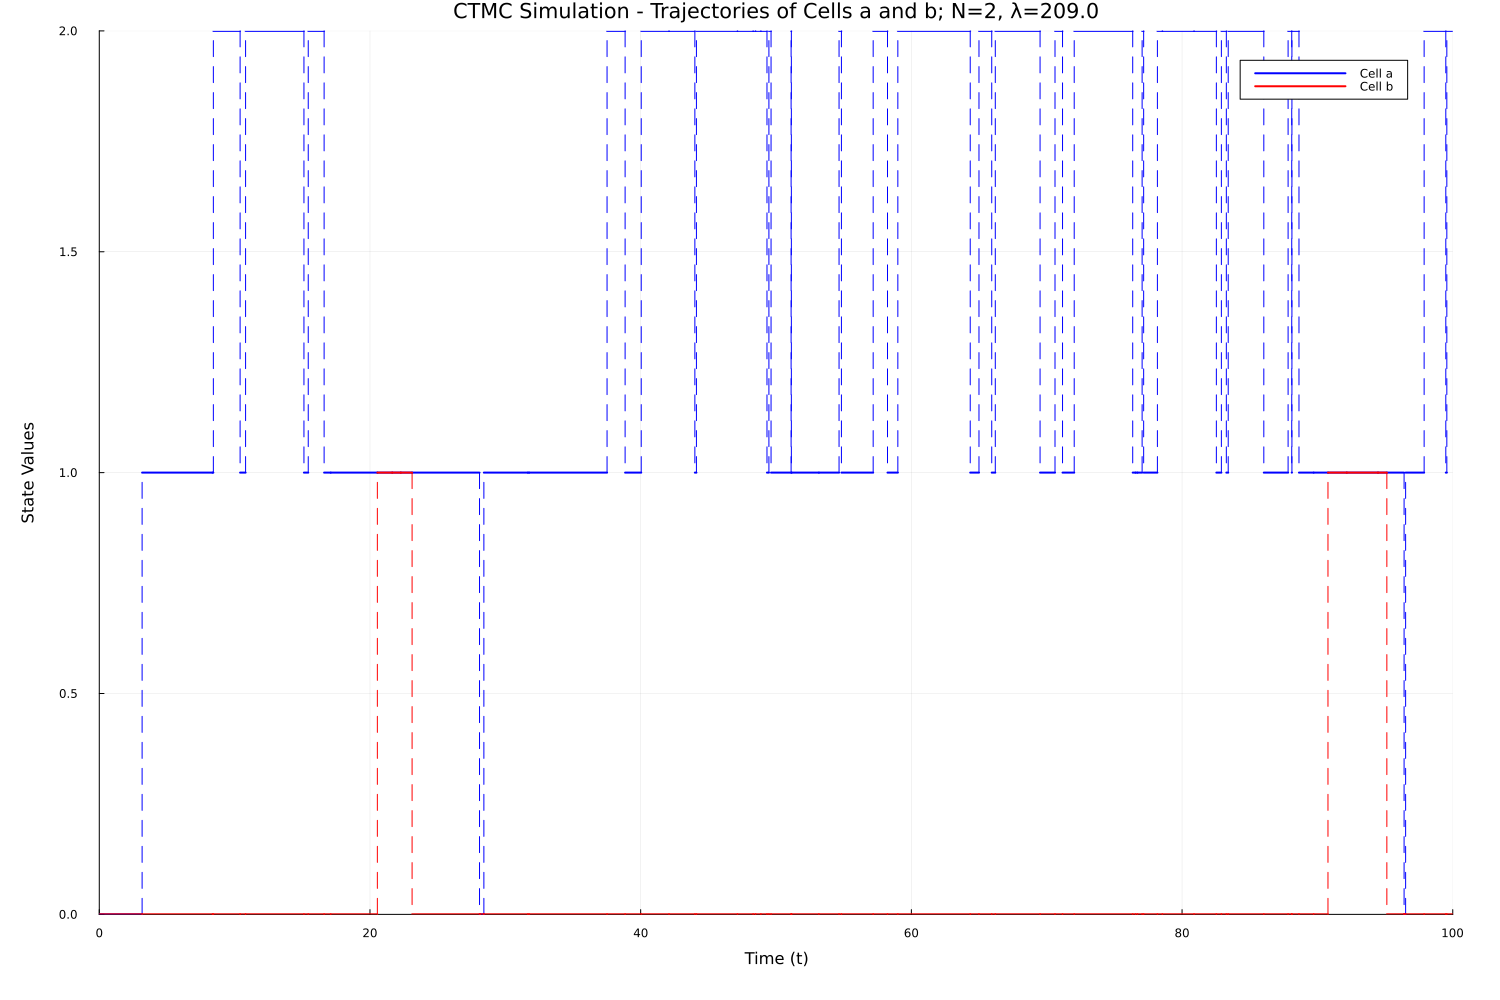 CTMC Simulation - Trajectories of Cells a and b; N=2, λ=209.0
2.0
Cell a
Cell b
1.5
1.0
State Values
0.5
0.0
0 20 40 60 80 100
Time (t)